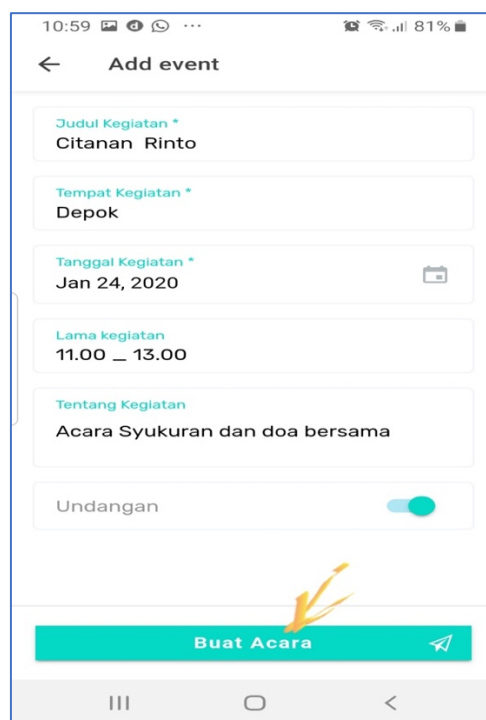 10:59 ... 81%
Add event
Judul Kegiatan *
Citanan Rinto
Tempat Kegiatan *
Depok
Tanggal Kegiatan *
Jan 24, 2020
Lama kegiatan
11.00 _ 13.00
Tentang Kegiatan
Acara Syukuran dan doa bersama
Undangan
Buat Acara